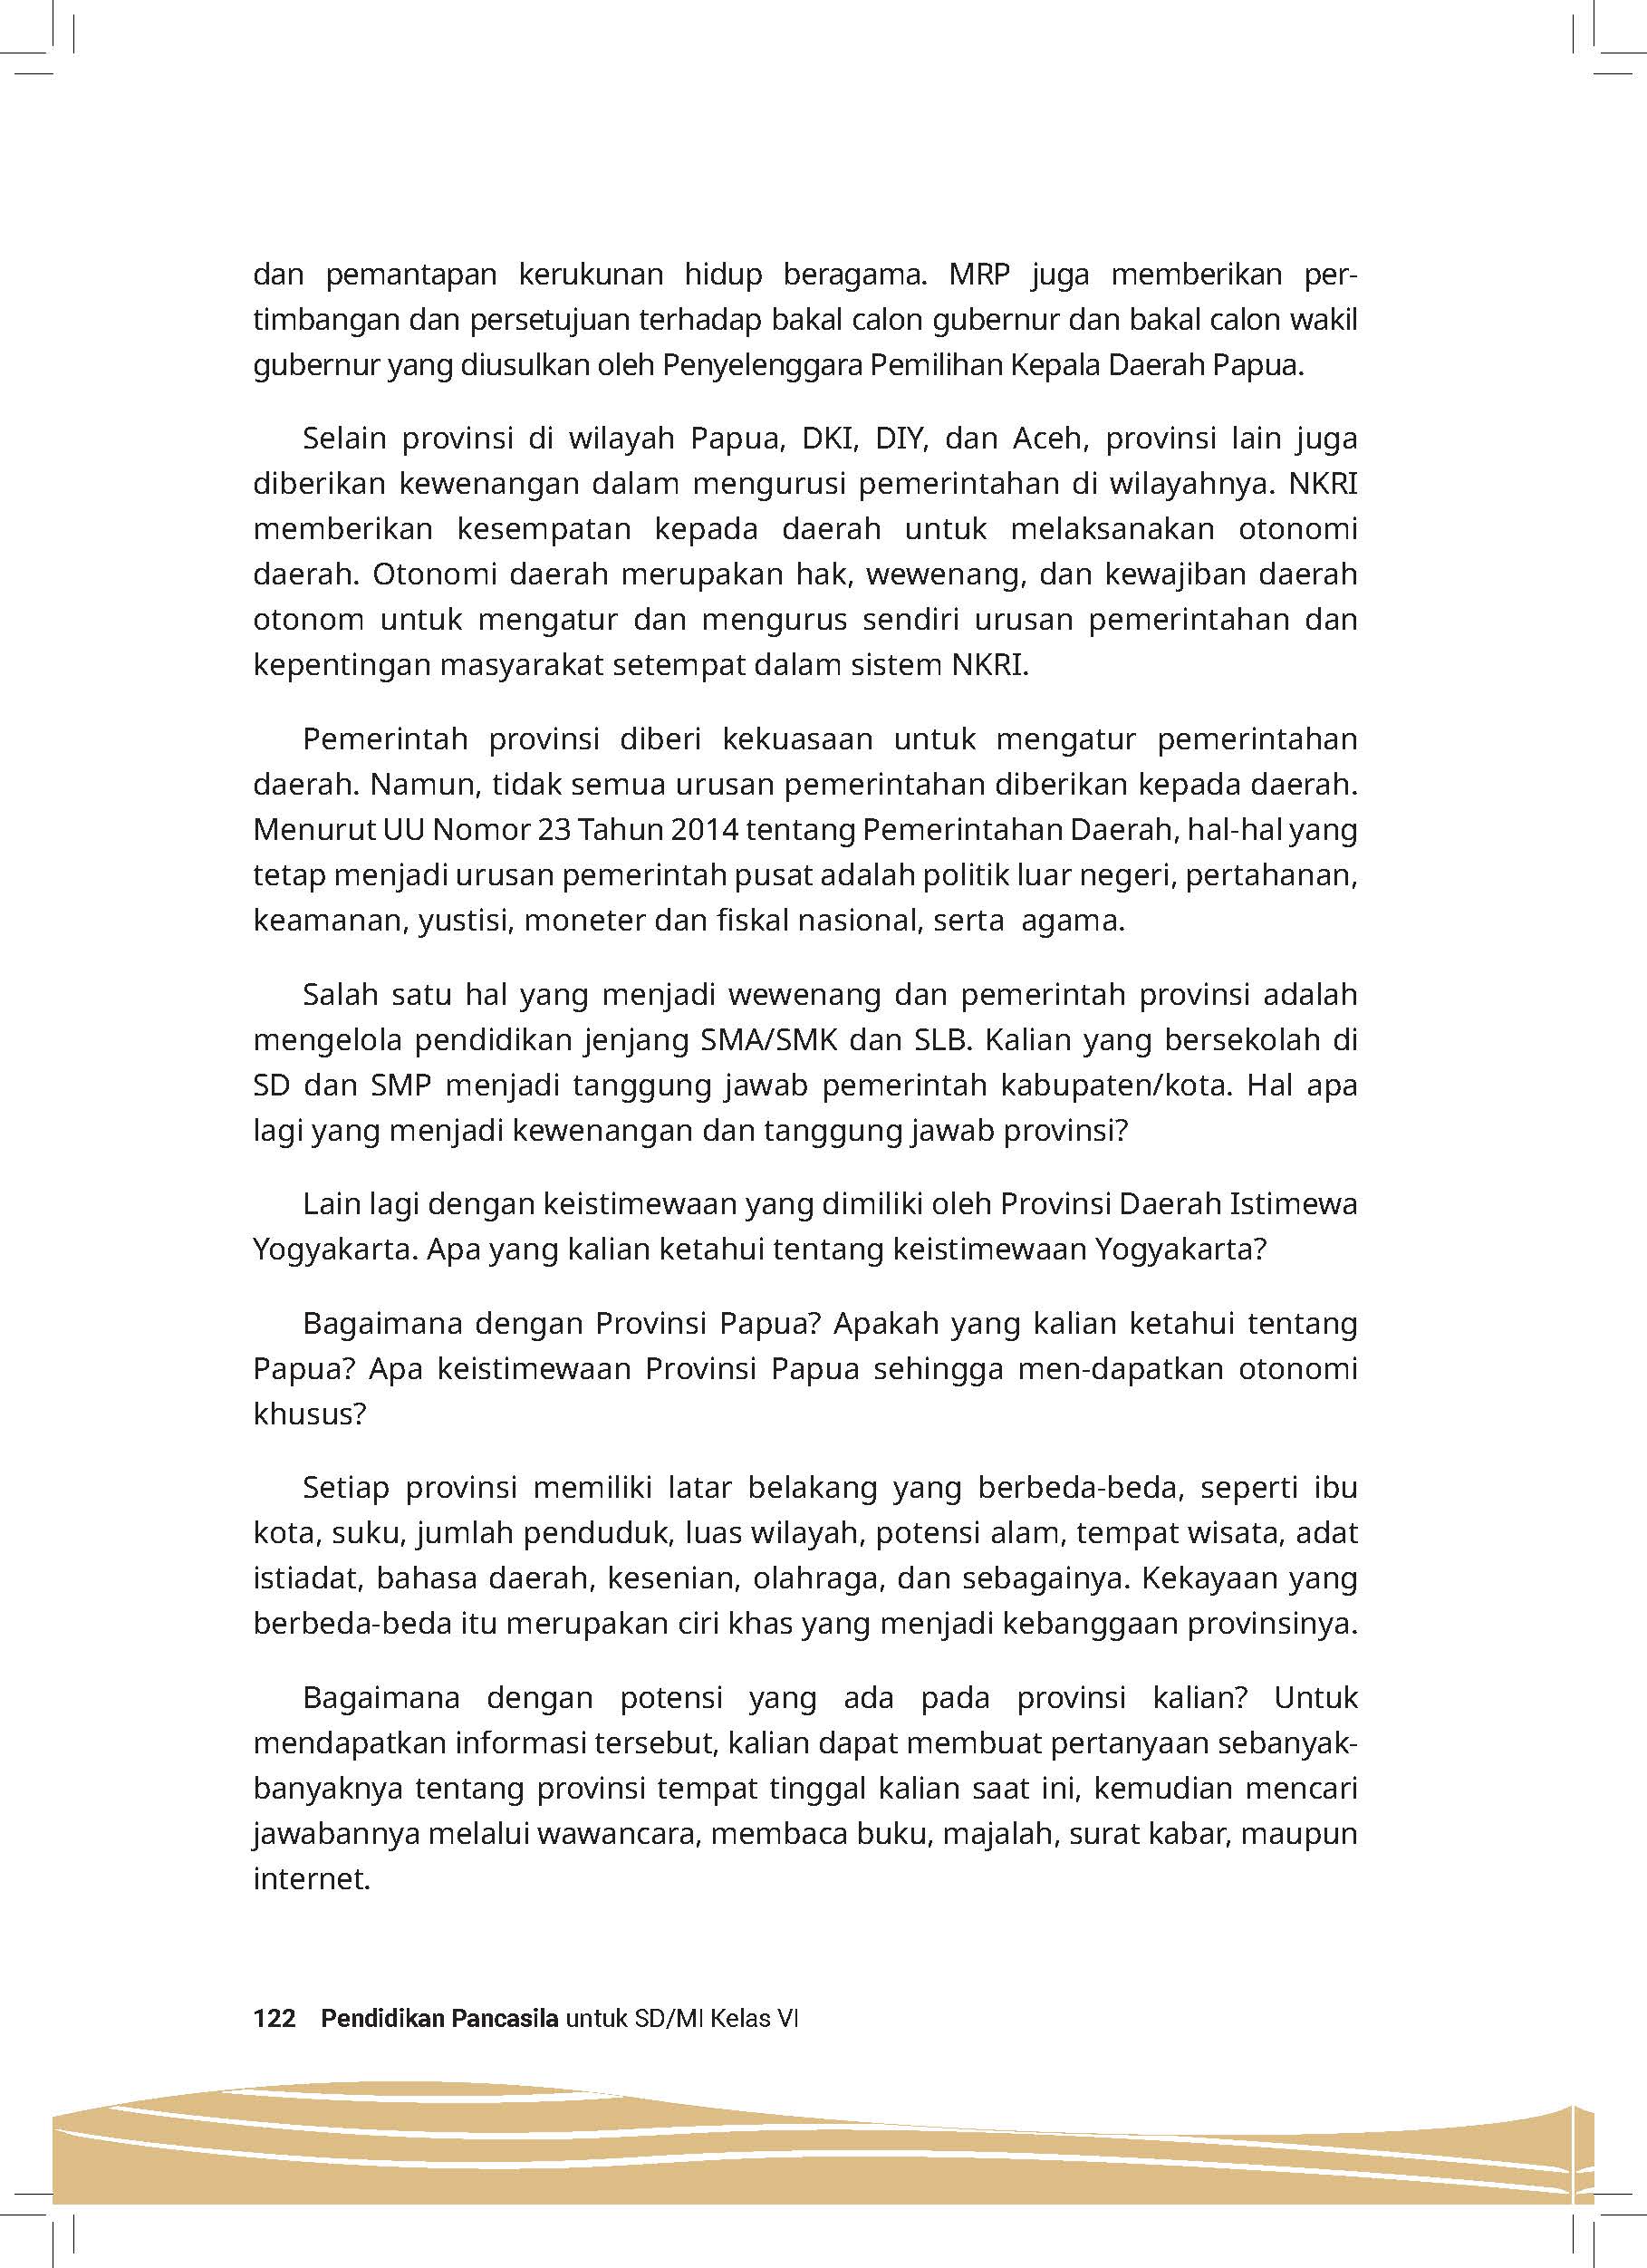 dan pemantapan kerukunan hidup beragama. MRP juga memberikan per-
timbangan dan persetujuan terhadap bakal calon gubernur dan bakal calon wakil
gubernur yang diusulkan oleh Penyelenggara Pemilihan Kepala Daerah Papua.
Selain provinsi di wilayah Papua, DKI, DIY, dan Aceh, provinsi lain juga
diberikan kewenangan dalam mengurusi pemerintahan di wilayahnya. NKRI
memberikan kesempatan kepada daerah untuk melaksanakan otonomi
daerah. Otonomi daerah merupakan hak, wewenang, dan kewajiban daerah
otonom untuk mengatur dan mengurus sendiri urusan pemerintahan dan
kepentingan masyarakat setempat dalam sistem NKRI.
Pemerintah provinsi diberi kekuasaan untuk mengatur pemerintahan
daerah. Namun, tidak semua urusan pemerintahan diberikan kepada daerah.
Menurut UU Nomor 23 Tahun 2014 tentang Pemerintahan Daerah, hal-hal yang
tetap menjadi urusan pemerintah pusat adalah politik luar negeri, pertahanan,
keamanan, yustisi, moneter dan fiskal nasional, serta agama.
Salah satu hal yang menjadi wewenang dan pemerintah provinsi adalah
mengelola pendidikan jenjang SMA/SMK dan SLB. Kalian yang bersekolah di
SD dan SMP menjadi tanggung jawab pemerintah kabupaten/kota. Hal apa
lagi yang menjadi kewenangan dan tanggung jawab provinsi?
Lain lagi dengan keistimewaan yang dimiliki oleh Provinsi Daerah Istimewa
Yogyakarta. Apa yang kalian ketahui tentang keistimewaan Yogyakarta?
Bagaimana dengan Provinsi Papua? Apakah yang kalian ketahui tentang
Papua? Apa keistimewaan Provinsi Papua sehingga men-dapatkan otonomi
khusus?
Setiap provinsi memiliki latar belakang yang berbeda-beda, seperti ibu
kota, suku, jumlah penduduk, luas wilayah, potensi alam, tempat wisata, adat
istiadat, bahasa daerah, kesenian, olahraga, dan sebagainya. Kekayaan yang
berbeda-beda itu merupakan ciri khas yang menjadi kebanggaan provinsinya.
Bagaimana dengan potensi yang ada pada provinsi kalian? Untuk
mendapatkan informasi tersebut, kalian dapat membuat pertanyaan sebanyak-
banyaknya tentang provinsi tempat tinggal kalian saat ini, kemudian mencari
jawabannya melalui wawancara, membaca buku, majalah, surat kabar, maupun
internet.
122 Pendidikan Pancasila untuk SD/MI Kelas VI